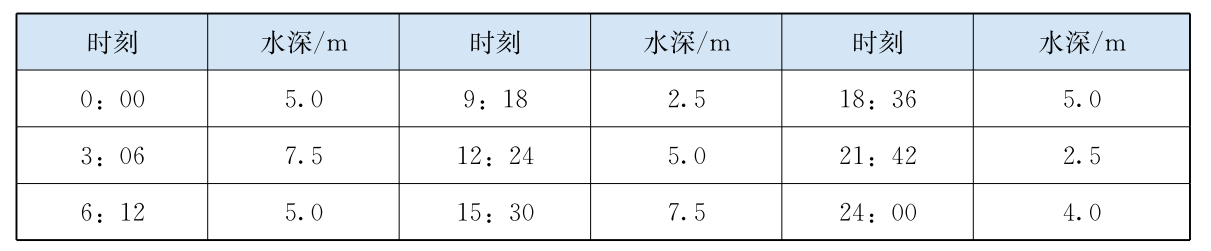 时刻 水深/m 时刻 水深/m 时刻 水深/m
0：00 5.0 9：18 2.5 18：36 5.0
3：06 7.5 12：24 5.0 21：42 2.5
6：12 5.0 15：30 7.5 24：00 4.0